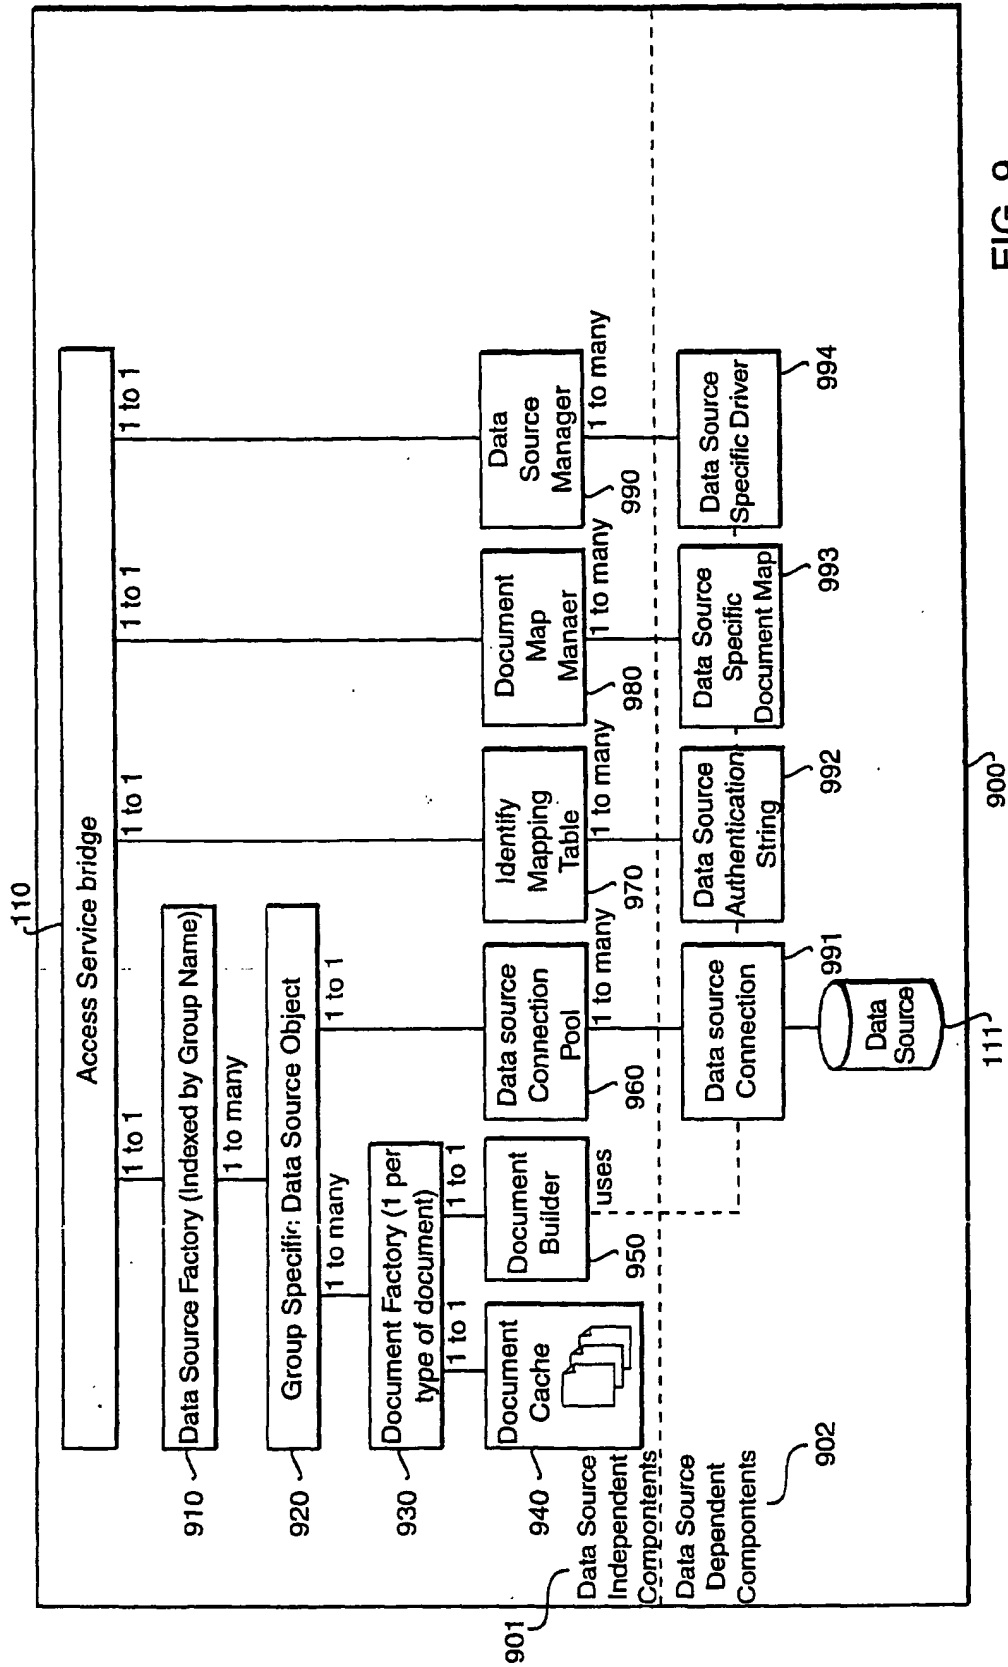 110
Access Service bridge
1 to 1
1 to 1
1 to 1
1 to 1
910
Data Source Factory (Indexed by Group Name)
1 to many
920
Group Specific: Data Source Object
1 to many
1 to 1
930
Document Factory (1 per
type of document)
1 to 1
1 to 1
940
Document
Cache
Document
Builder
950
uses
Data source
Connection
Pool
960
1 to many
Identify
Mapping
Table
970
1 to many
Document
Map
Manaer
980
1 to many
Data
Source
Manager
990
1 to many
901
Data Source
Independent
Compontents
Data Source
Dependent
Compontents
902
Data source
Connection
991
Data Source
Authentication
String
992
Data Source
Specific
Document Map
993
Data Source
Specific Driver
994
Data
Source
111
900
FIG. 9